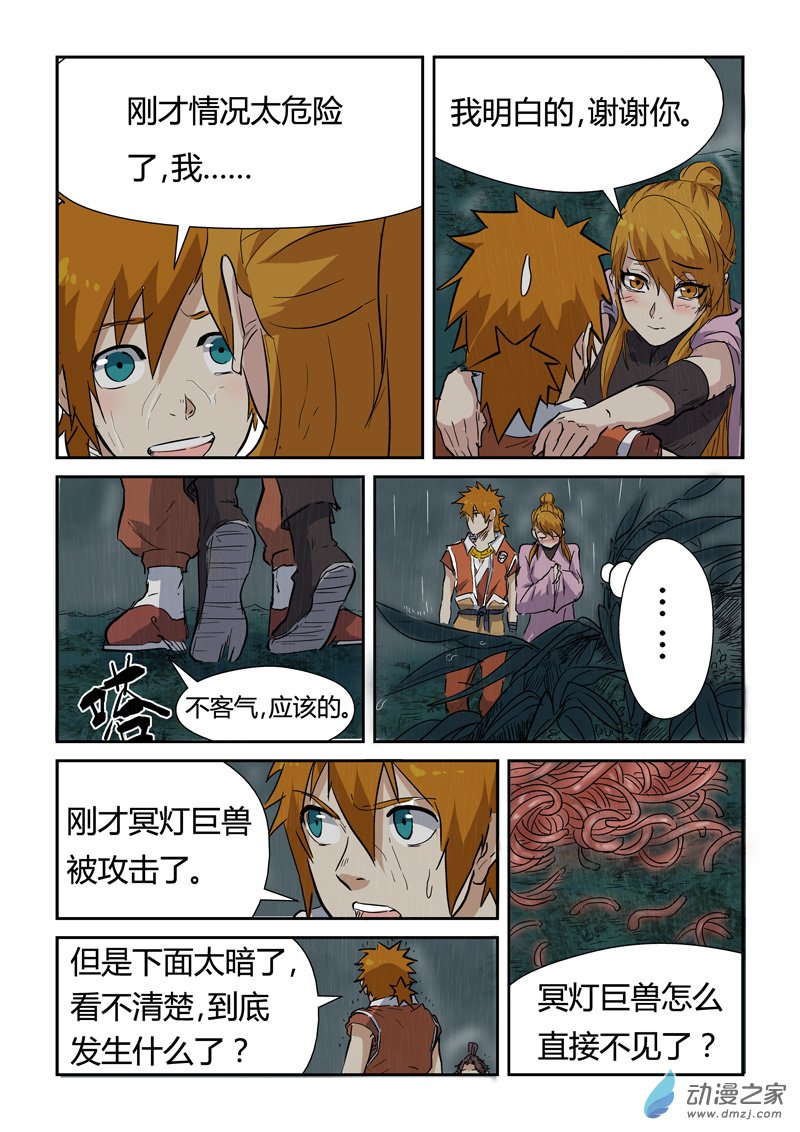 刚才情况太危险
了，我……
我明白的，谢谢你。
嗒
不客气，应该的。
……
刚才冥灯巨兽
被攻击了。
但是下面太暗了，
看不清楚，到底
发生什么了？
冥灯巨兽怎么
直接不见了？
动漫之家
www.dmzj.com